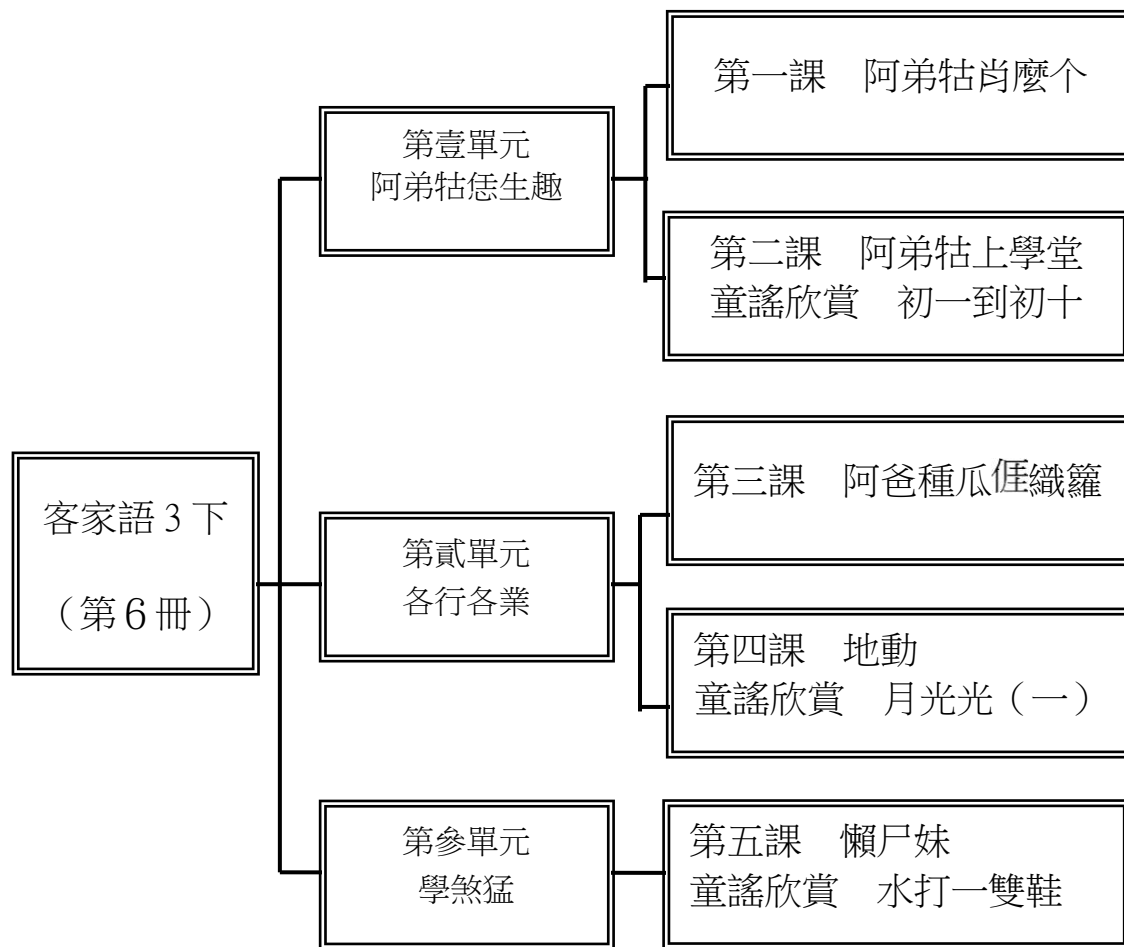 客家語 3 下
（第 6 冊）
第壹單元
阿弟牯恁生趣
第一課　阿弟牯肖麼个
第二課　阿弟牯上學堂
童謠欣賞　初一到初十
第貳單元
各行各業
第三課　阿爸種瓜𠊎織籮
第四課　地動
童謠欣賞　月光光（一）
第參單元
學煞猛
第五課　懶尸妹
童謠欣賞　水打一雙鞋